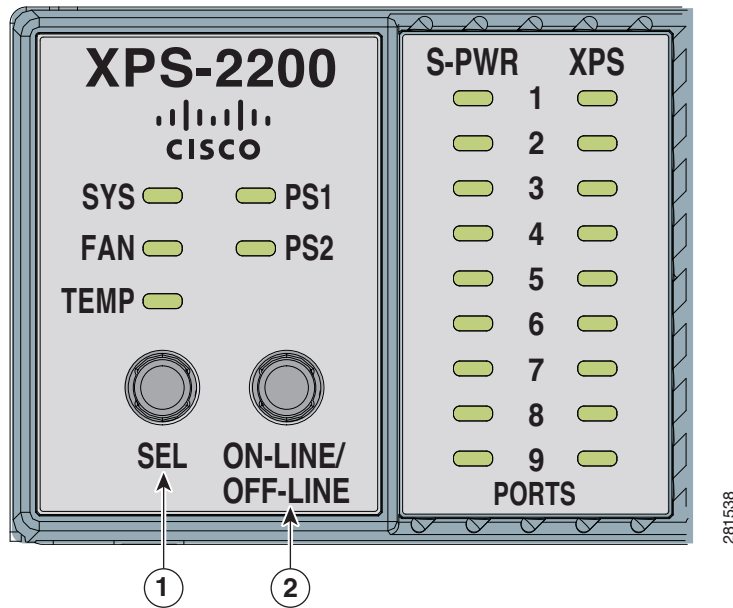 XPS-2200
CISCO
SYS
PS1
FAN
PS2
TEMP
SEL
ON-LINE/
OFF-LINE
S-PWR XPS
1
2
3
4
5
6
7
8
9
PORTS
1
2
281538